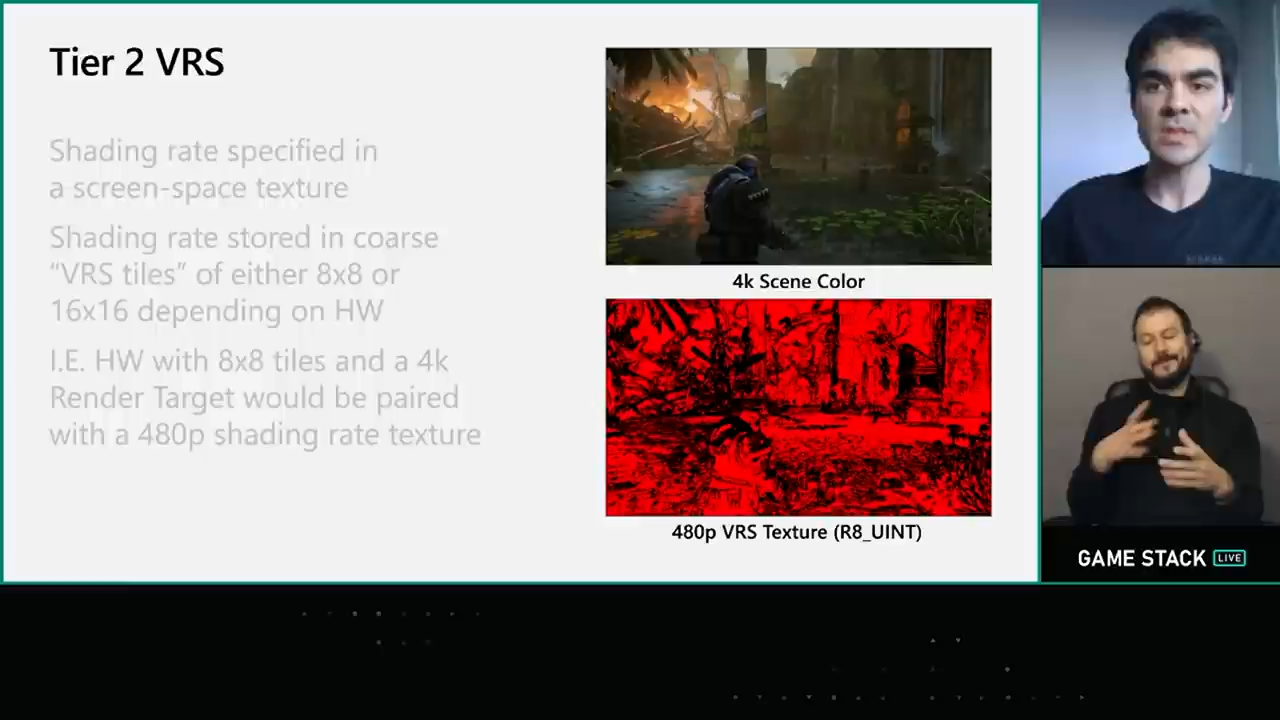 Tier 2 VRS
Shading rate specified in
a screen-space texture
Shading rate stored in coarse
“VRS tiles” of either 8x8 or
16x16 depending on HW
I.E. HW with 8x8 tiles and a 4k
Render Target would be paired
with a 480p shading rate texture
4k Scene Color
480p VRS Texture (R8_UINT)
GAME STACK LIVE